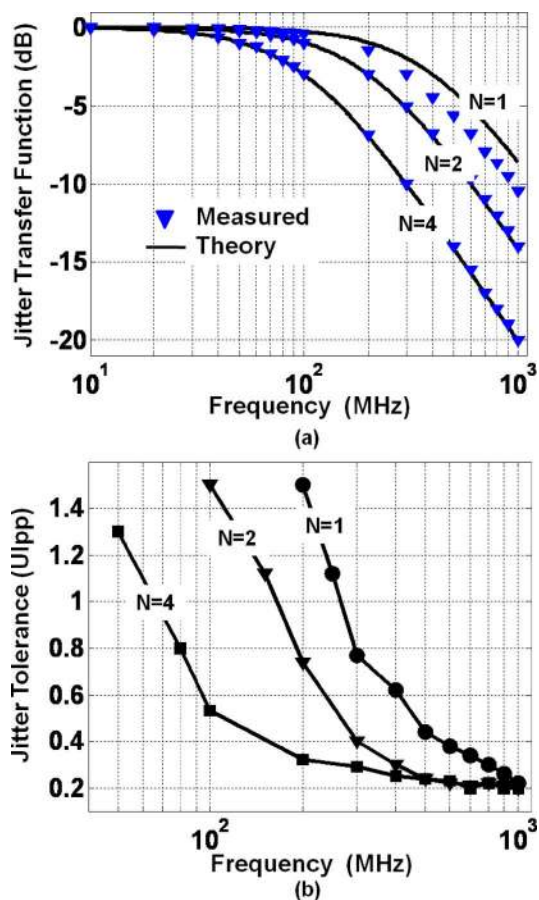 0
-5
-10
-15
-20
Jitter Transfer Function (dB)
N=1
N=2
N=4
Measured
Theory
10^1
10^2
10^3
Frequency (MHz)
(a)
1.4
1.2
1
0.8
0.6
0.4
0.2
Jitter Tolerance (UIpp)
N=1
N=2
N=4
10^2
10^3
Frequency (MHz)
(b)